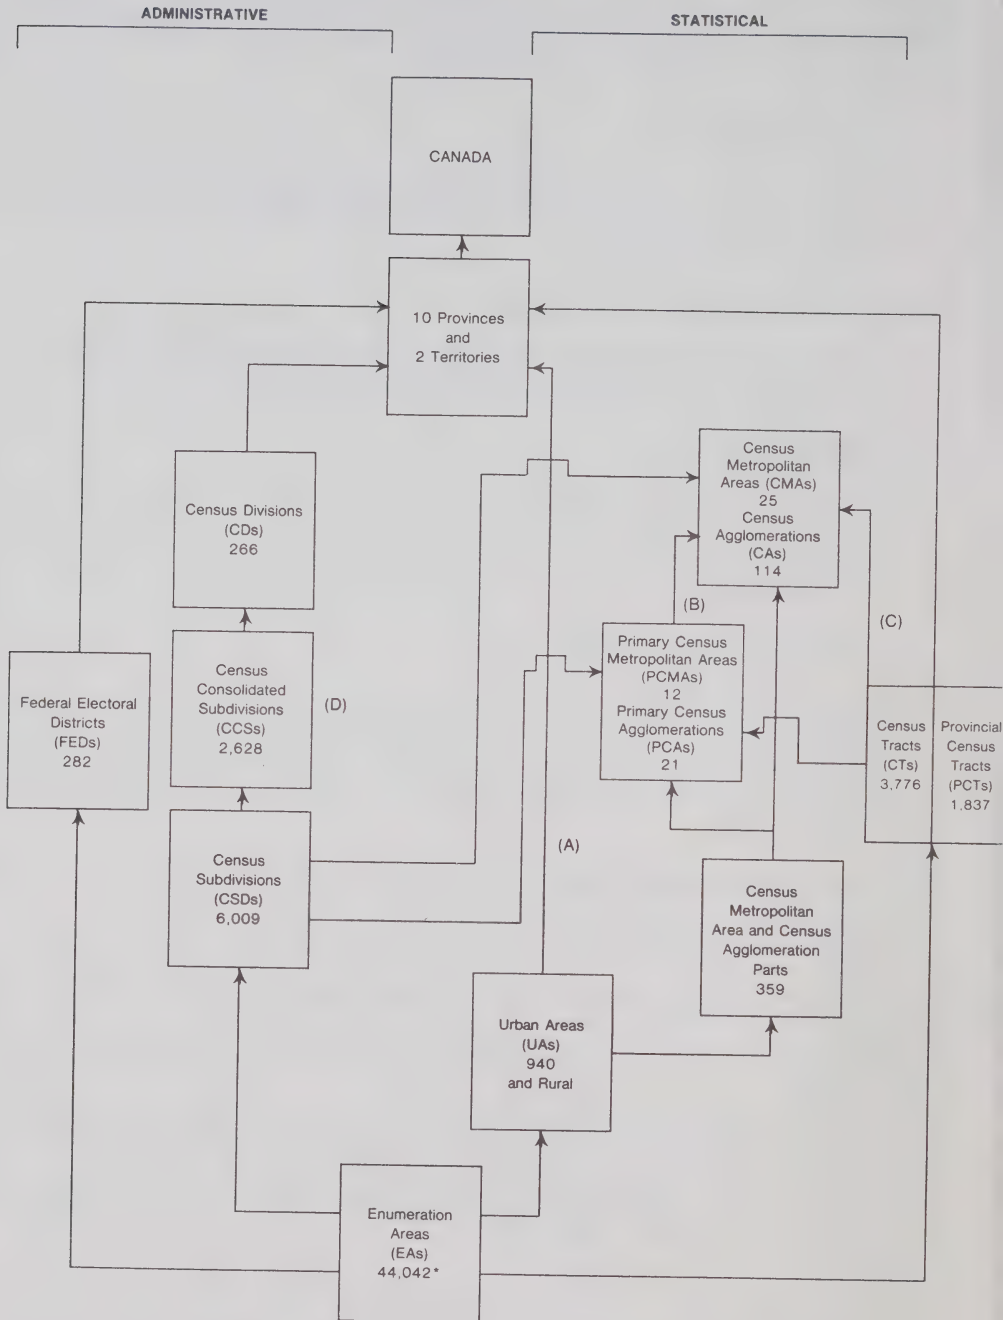 ADMINISTRATIVE
STATISTICAL
CANADA
10 Provinces
and
2 Territories
Census
Metropolitan
Areas (CMAs)
25
Census
Agglomerations
(CAs)
114
Census Divisions
(CDs)
266
(B)
(C)
Federal Electoral
Districts
(FEDs)
282
Census
Consolidated
Subdivisions
(CCSs)
2,628
(D)
Primary Census
Metropolitan Areas
(PCMAs)
12
Primary Census
Agglomerations
(PCAs)
21
Census
Tracts
(CTs)
3,776
Provincial
Census
Tracts
(PCTs)
1,837
Census
Subdivisions
(CSDs)
6,009
(A)
Census
Metropolitan
Area and Census
Agglomeration
Parts
359
Urban Areas
(UAs)
940
and Rural
Enumeration
Areas
(EAs)
44,042*